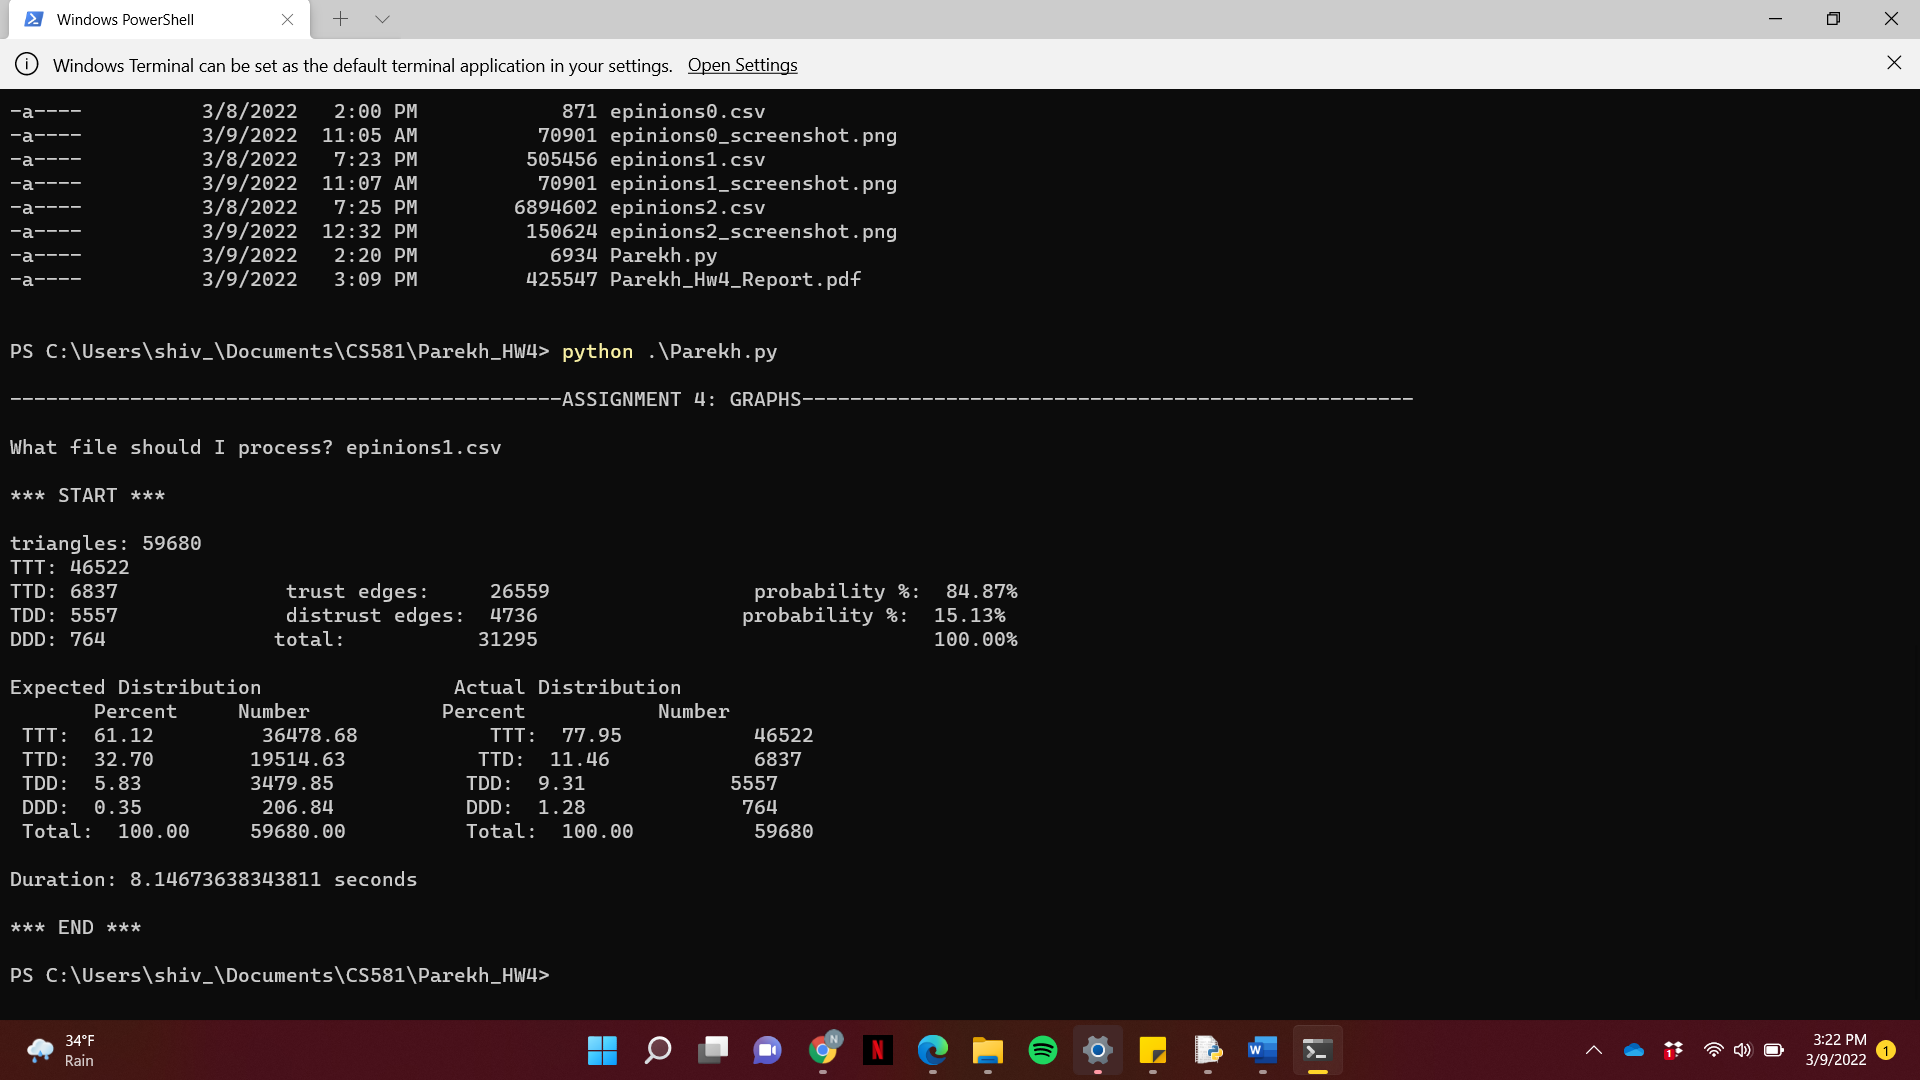 Windows PowerShell
Windows Terminal can be set as the default terminal application in your settings. Open Settings
-a---- 3/8/2022 2:00 PM 871 epinions0.csv
-a---- 3/9/2022 11:05 AM 70901 epinions0_screenshot.png
-a---- 3/8/2022 7:23 PM 505456 epinions1.csv
-a---- 3/9/2022 11:07 AM 70901 epinions1_screenshot.png
-a---- 3/8/2022 7:25 PM 6894602 epinions2.csv
-a---- 3/9/2022 12:32 PM 150624 epinions2_screenshot.png
-a---- 3/9/2022 2:20 PM 6934 Parekh.py
-a---- 3/9/2022 3:09 PM 425547 Parekh_Hw4_Report.pdf
PS C:\Users\shiv_\Documents\CS581\Parekh_HW4> python .\Parekh.py
----------------------------------------------ASSIGNMENT 4: GRAPHS---------------------------------------------------
What file should I process? epinions1.csv
*** START ***
triangles: 59680
TTT: 46522
TTD: 6837 trust edges: 26559 probability %: 84.87%
TDD: 5557 distrust edges: 4736 probability %: 15.13%
DDD: 764 total: 31295 100.00%
Expected Distribution Actual Distribution
Percent Number Percent Number
TTT: 61.12 36478.68 TTT: 77.95 46522
TTD: 32.70 19514.63 TTD: 11.46 6837
TDD: 5.83 3479.85 TDD: 9.31 5557
DDD: 0.35 206.84 DDD: 1.28 764
Total: 100.00 59680.00 Total: 100.00 59680
Duration: 8.14673638343811 seconds
*** END ***
PS C:\Users\shiv_\Documents\CS581\Parekh_HW4>
34°F
Rain
N
N
W
1
3:22 PM
3/9/2022
1